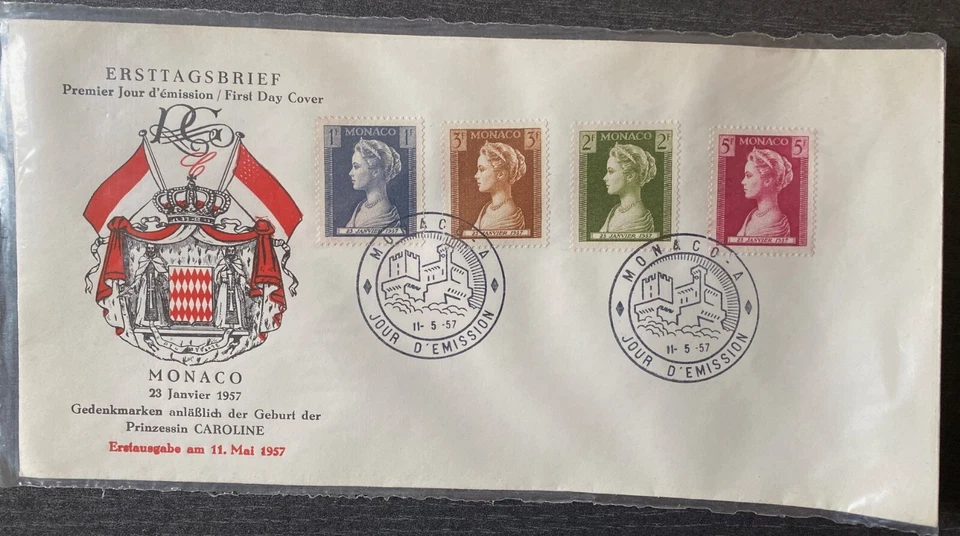 ERSTTAGSBRIEF
Premier Jour d'émission / First Day Cover
MONACO
23 Janvier 1957
Gedenkmarken anläßlich der Geburt der
Prinzessin CAROLINE
Erstausgabe am 11. Mai 1957
1F 1F
MONACO
23 JANVIER 1957
3F 3F
MONACO
23 JANVIER 1957
2F 2F
MONACO
23 JANVIER 1957
5F 5F
MONACO
23 JANVIER 1957
MONACO-A
11-5-57
JOUR D'EMISSION
MONACO-A
11-5-57
JOUR D'EMISSION